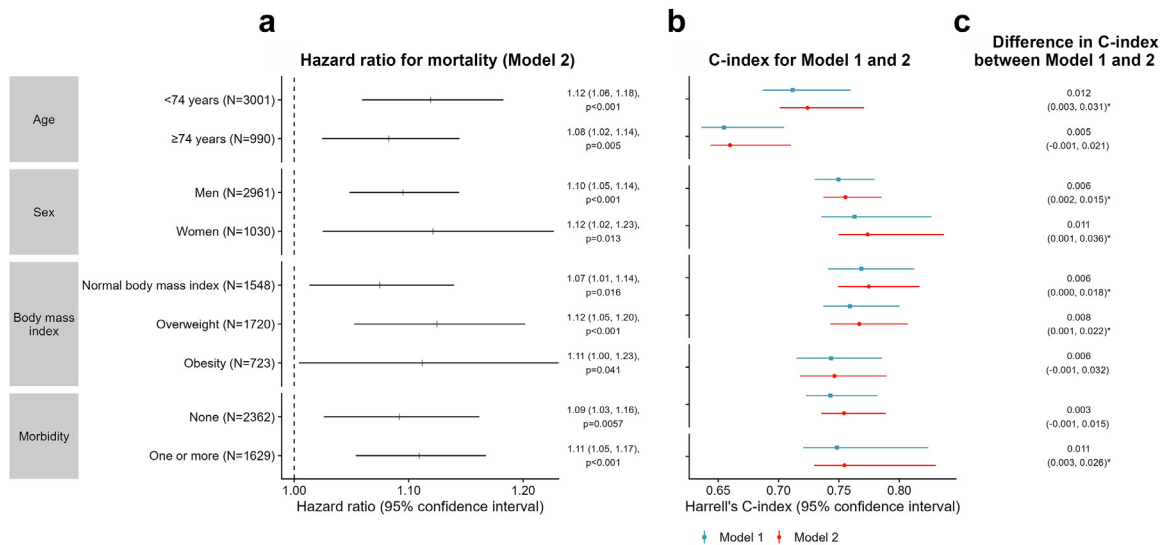 a
b
c
Hazard ratio for mortality (Model 2)
C-index for Model 1 and 2
Difference in C-index
between Model 1 and 2
Age
<74 years (N=3001)
1.12 (1.06, 1.18),
p<0.001
0.012
(0.003, 0.031)*
≥74 years (N=990)
1.08 (1.02, 1.14),
p=0.005
0.005
(-0.001, 0.021)
Sex
Men (N=2961)
1.10 (1.05, 1.14),
p<0.001
0.006
(0.002, 0.015)*
Women (N=1030)
1.12 (1.02, 1.23),
p=0.013
0.011
(0.001, 0.036)*
Body mass
index
Normal body mass index (N=1548)
1.07 (1.01, 1.14),
p=0.016
0.006
(0.000, 0.018)*
Overweight (N=1720)
1.12 (1.05, 1.20),
p<0.001
0.008
(0.001, 0.022)*
Obesity (N=723)
1.11 (1.00, 1.23),
p=0.041
0.006
(-0.001, 0.032)
Morbidity
None (N=2362)
1.09 (1.03, 1.16),
p=0.0057
0.003
(-0.001, 0.015)
One or more (N=1629)
1.11 (1.05, 1.17),
p<0.001
0.011
(0.003, 0.026)*
1.00 1.10 1.20
Hazard ratio (95% confidence interval)
0.65 0.70 0.75 0.80
Harrell's C-index (95% confidence interval)
Model 1 Model 2